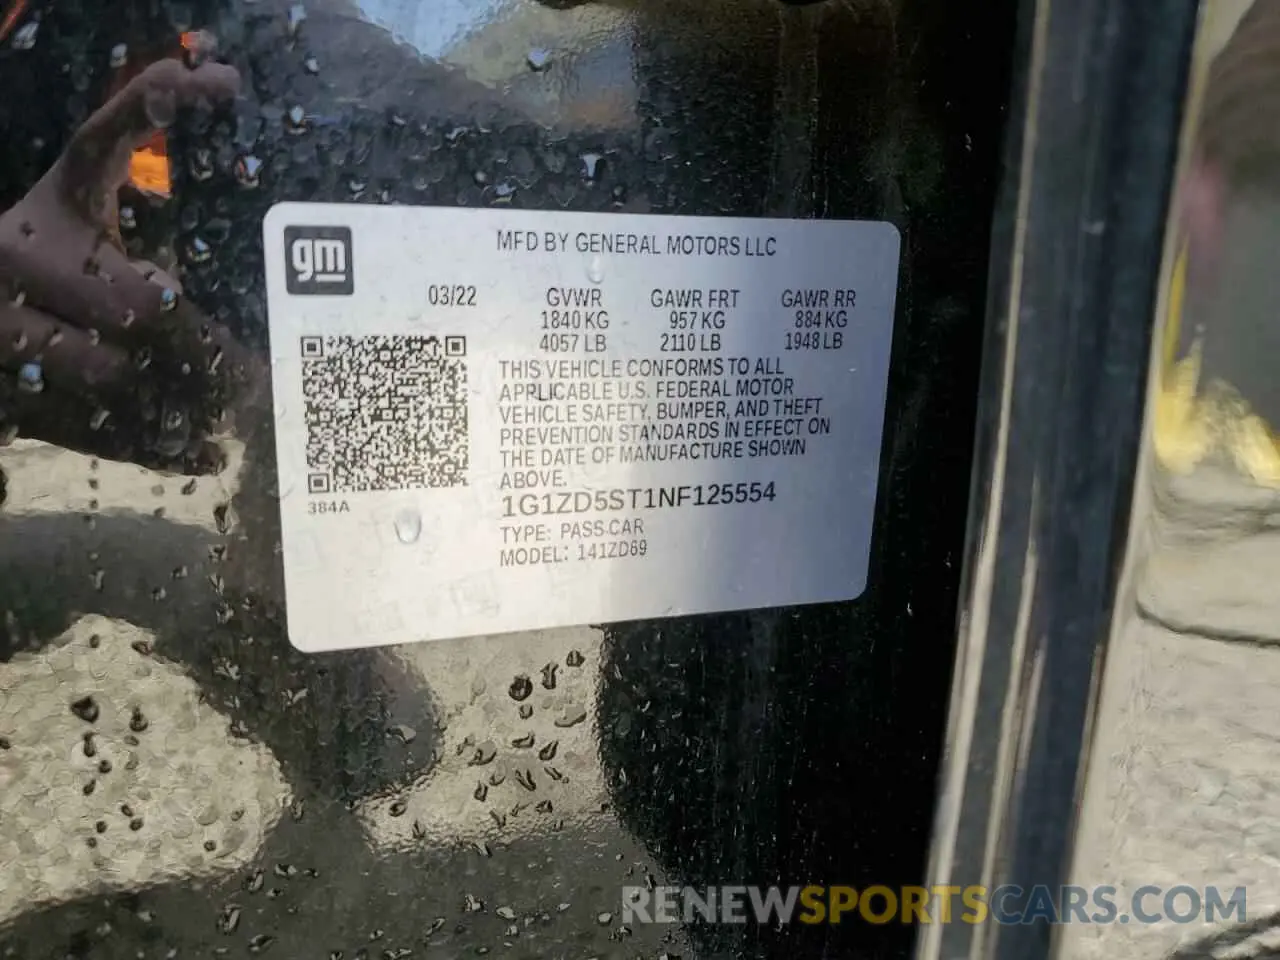 gm
MFD BY GENERAL MOTORS LLC
03/22
GVWR GAWR FRT GAWR RR
1840 KG 957 KG 884 KG
4057 LB 2110 LB 1948 LB
THIS VEHICLE CONFORMS TO ALL
APPLICABLE U.S. FEDERAL MOTOR
VEHICLE SAFETY, BUMPER, AND THEFT
PREVENTION STANDARDS IN EFFECT ON
THE DATE OF MANUFACTURE SHOWN
ABOVE.
384A
1G1ZD5ST1NF125554
TYPE: PASS CAR
MODEL: 141ZD69
RENEWSPORTSCARS.COM